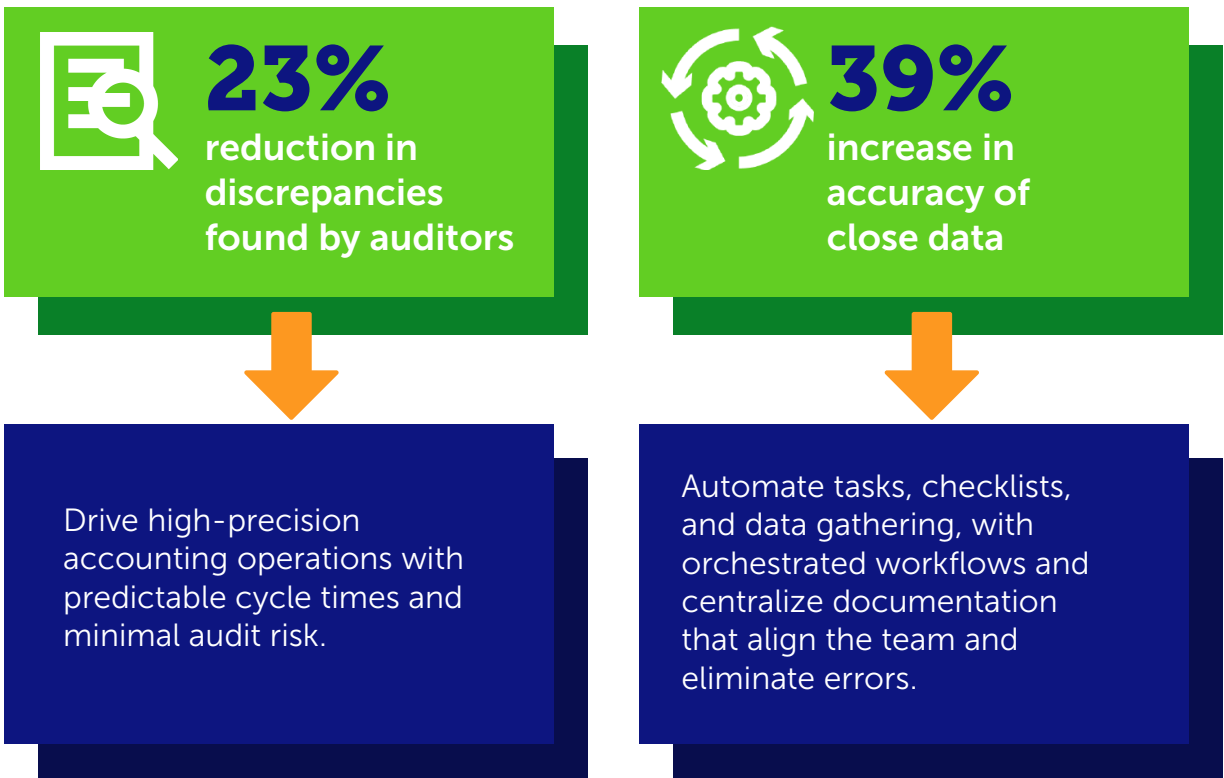 23%
reduction in
discrepancies
found by auditors
39%
increase in
accuracy of
close data
Drive high-precision
accounting operations with
predictable cycle times and
minimal audit risk.
Automate tasks, checklists,
and data gathering, with
orchestrated workflows and
centralize documentation
that align the team and
eliminate errors.